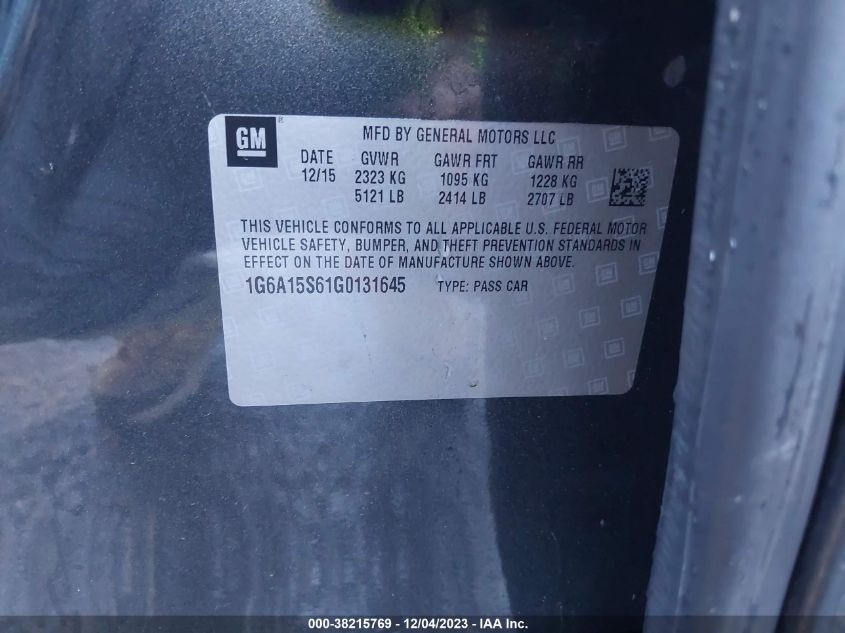 GM
MFD BY GENERAL MOTORS LLC
DATE GVWR GAWR FRT GAWR RR
12/15 2323 KG 1095 KG 1228 KG
5121 LB 2414 LB 2707 LB
THIS VEHICLE CONFORMS TO ALL APPLICABLE U.S. FEDERAL MOTOR
VEHICLE SAFETY, BUMPER, AND THEFT PREVENTION STANDARDS IN
EFFECT ON THE DATE OF MANUFACTURE SHOWN ABOVE.
1G6A15S61G0131645 TYPE: PASS CAR
000-38215769 - 12/04/2023 - IAA Inc.